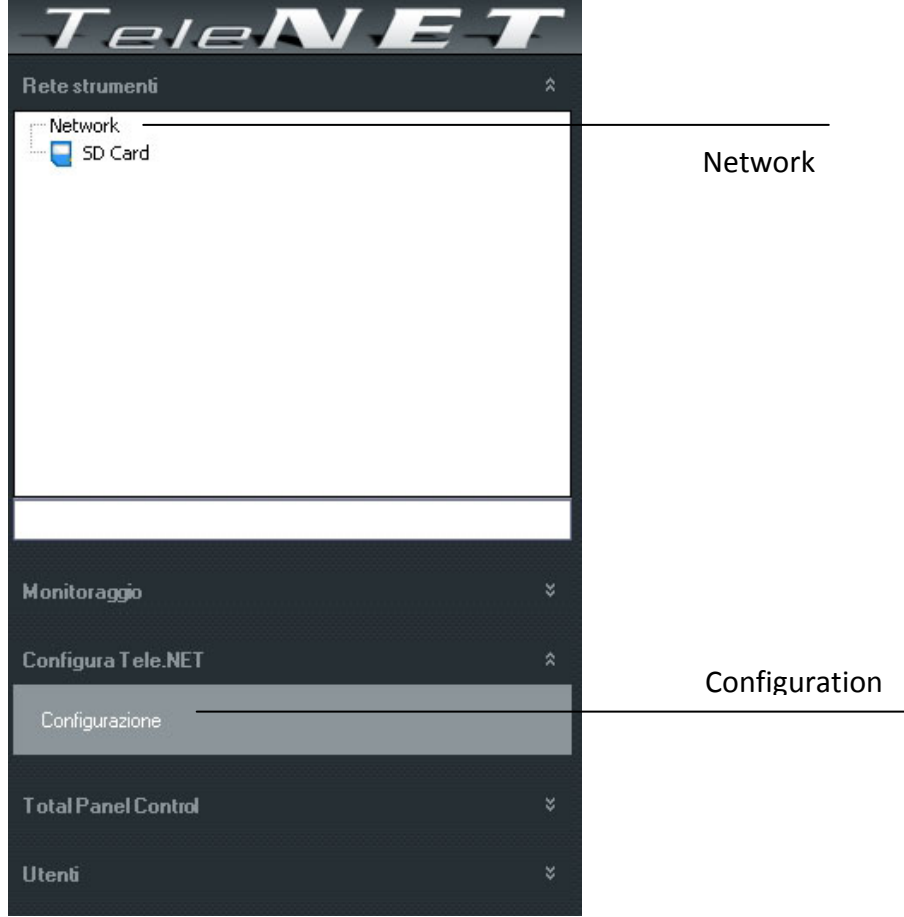 TeleNET
Rete strumenti
Network
SD Card
Network
Monitoraggio
Configura Tele.NET
Configuration
Configurazione
Total Panel Control
Utenti